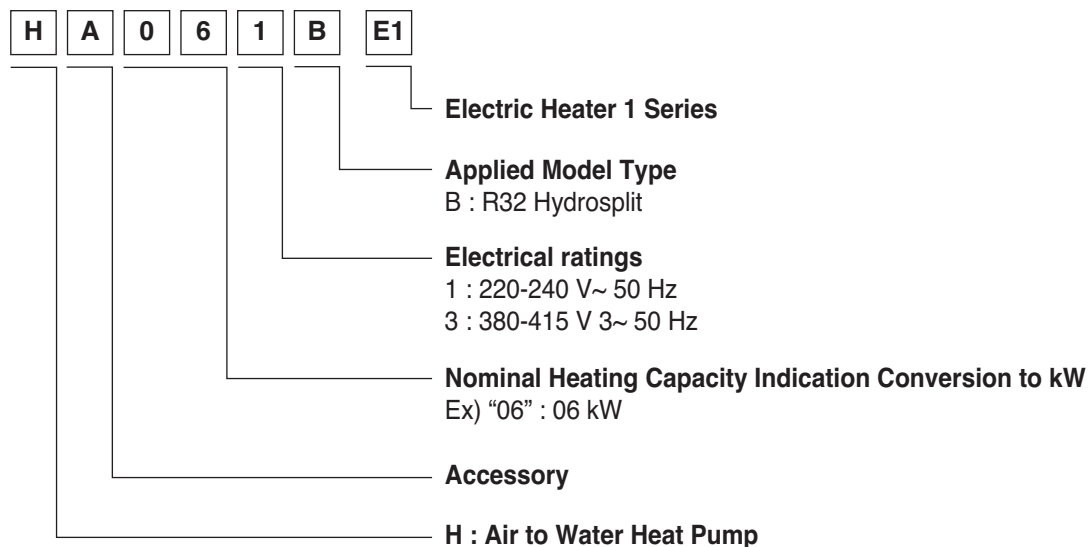 H A 0 6 1 B E1
Electric Heater 1 Series
Applied Model Type
B : R32 Hydrosplit
Electrical ratings
1 : 220-240 V~ 50 Hz
3 : 380-415 V 3~ 50 Hz
Nominal Heating Capacity Indication Conversion to kW
Ex) “06” : 06 kW
Accessory
H : Air to Water Heat Pump